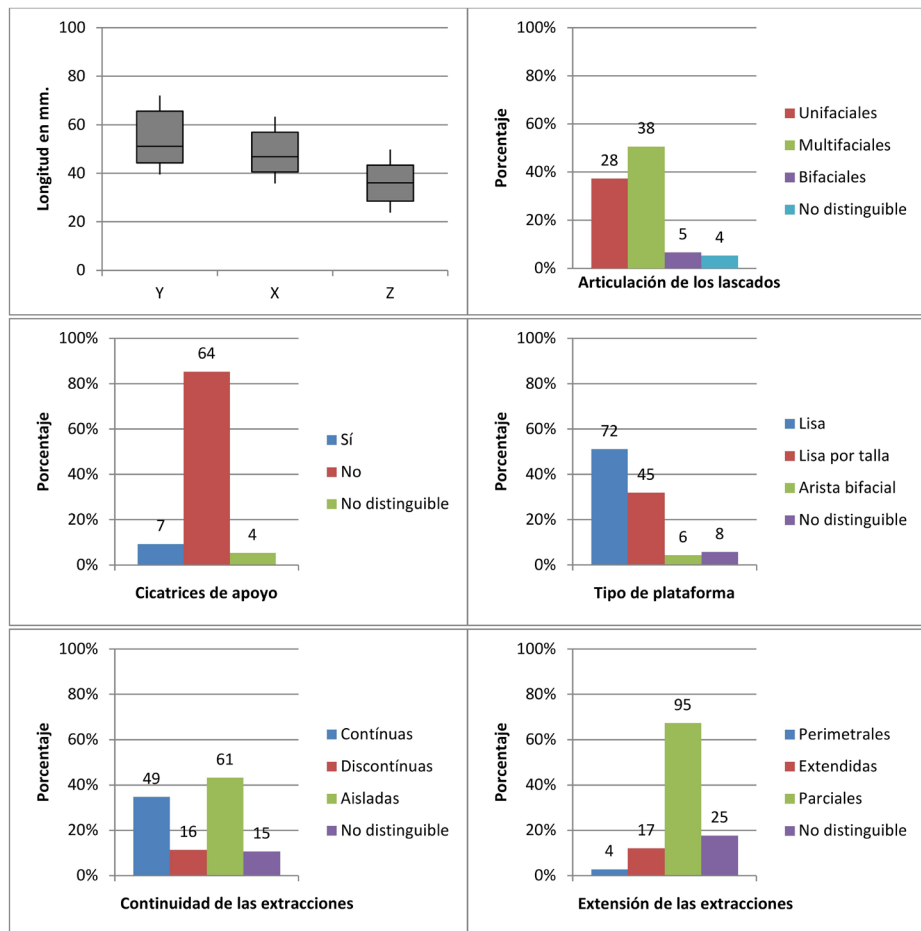 100
80
60
40
20
0
Longitud en mm.
Y X Z
100%
80%
60%
40%
20%
0%
Porcentaje
28
38
5
4
Unifaciales
Multifaciales
Bifaciales
No distinguible
Articulación de los lascados
100%
80%
60%
40%
20%
0%
Porcentaje
7
64
4
Sí
No
No distinguible
Cicatrices de apoyo
100%
80%
60%
40%
20%
0%
Porcentaje
72
45
6
8
Lisa
Lisa por talla
Arista bifacial
No distinguible
Tipo de plataforma
100%
80%
60%
40%
20%
0%
Porcentaje
49
16
61
15
Contínuas
Discontínuas
Aisladas
No distinguible
Continuidad de las extracciones
100%
80%
60%
40%
20%
0%
Porcentaje
4
17
95
25
Perimetrales
Extendidas
Parciales
No distinguible
Extensión de las extracciones